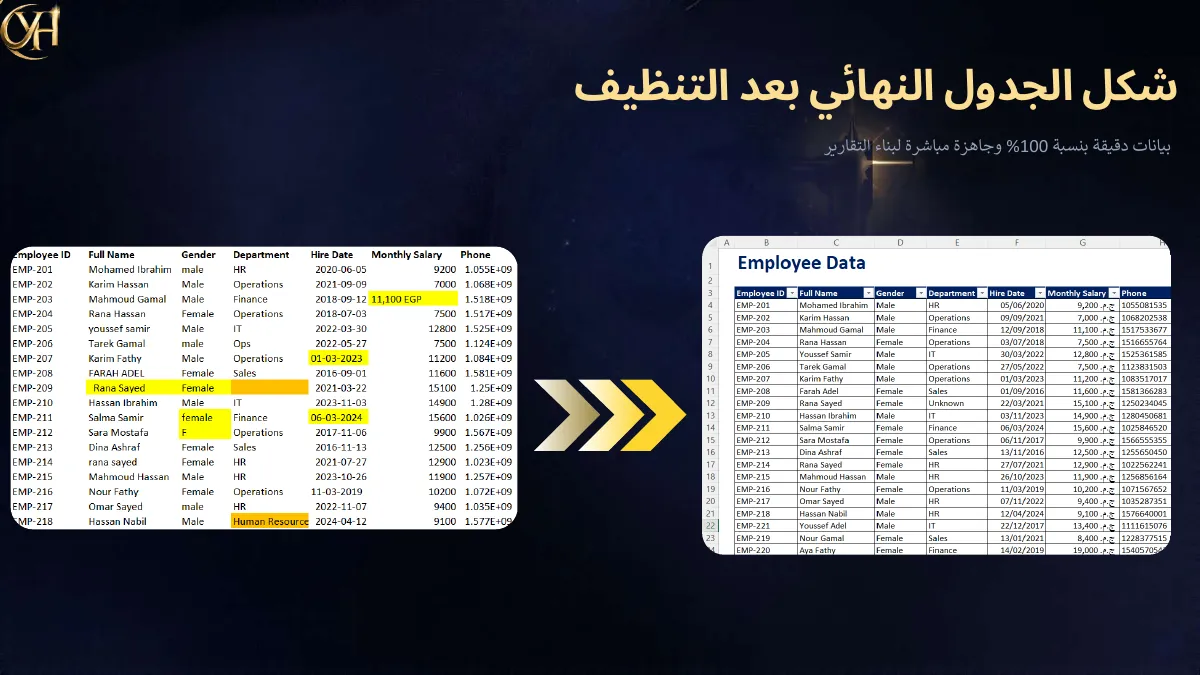 YH
شكل الجدول النهائي بعد التنظيف
بيانات دقيقة بنسبة 100% وجاهزة مباشرة لبناء التقارير
Employee ID Full Name Gender Department Hire Date Monthly Salary Phone
EMP-201 Mohamed Ibrahim male HR 2020-06-05 9200 1.055E+09
EMP-202 Karim Hassan Male Operations 2021-09-09 7000 1.068E+09
EMP-203 Mahmoud Gamal Male Finance 2018-09-12 11,100 EGP 1.518E+09
EMP-204 Rana Hassan Female Operations 2018-07-03 7500 1.517E+09
EMP-205 youssef samir Male IT 2022-03-30 12800 1.525E+09
EMP-206 Tarek Gamal male Ops 2022-05-27 7500 1.124E+09
EMP-207 Karim Fathy Male Operations 01-03-2023 11200 1.084E+09
EMP-208 FARAH ADEL Female Sales 2016-09-01 11600 1.581E+09
EMP-209 Rana Sayed Female 2021-03-22 15100 1.25E+09
EMP-210 Hassan Ibrahim Male IT 2023-11-03 14900 1.28E+09
EMP-211 Salma Samir female Finance 06-03-2024 15600 1.026E+09
EMP-212 Sara Mostafa F Operations 2017-11-06 9900 1.567E+09
EMP-213 Dina Ashraf Female Sales 2016-11-13 12500 1.256E+09
EMP-214 rana sayed Female HR 2021-07-27 12900 1.023E+09
EMP-215 Mahmoud Hassan Male HR 2023-10-26 11900 1.257E+09
EMP-216 Nour Fathy Female Operations 11-03-2019 10200 1.072E+09
EMP-217 Omar Sayed male HR 2022-11-07 9400 1.035E+09
EMP-218 Hassan Nabil Male Human Resource 2024-04-12 9100 1.577E+09
A B C D E F G H
1 Employee Data
2
3 Employee ID Full Name Gender Department Hire Date Monthly Salary Phone
4 EMP-201 Mohamed Ibrahim Male HR 05/06/2020 9,200 ج.م. 1055081535
5 EMP-202 Karim Hassan Male Operations 09/09/2021 7,000 ج.م. 1068202538
6 EMP-203 Mahmoud Gamal Male Finance 12/09/2018 11,100 ج.م. 1517533677
7 EMP-204 Rana Hassan Female Operations 03/07/2018 7,500 ج.م. 1516655764
8 EMP-205 Youssef Samir Male IT 30/03/2022 12,800 ج.م. 1525361585
9 EMP-206 Tarek Gamal Male Operations 27/05/2022 7,500 ج.م. 1123831503
10 EMP-207 Karim Fathy Male Operations 01/03/2023 11,200 ج.م. 1083517017
11 EMP-208 Farah Adel Female Sales 01/09/2016 11,600 ج.م. 1581366283
12 EMP-209 Rana Sayed Female Unknown 22/03/2021 15,100 ج.م. 1250234045
13 EMP-210 Hassan Ibrahim Male IT 03/11/2023 14,900 ج.م. 1280450681
14 EMP-211 Salma Samir Female Finance 06/03/2024 15,600 ج.م. 1025846520
15 EMP-212 Sara Mostafa Female Operations 06/11/2017 9,900 ج.م. 1566555355
16 EMP-213 Dina Ashraf Female Sales 13/11/2016 12,500 ج.م. 1255650450
17 EMP-214 Rana Sayed Female HR 27/07/2021 12,900 ج.م. 1022562241
18 EMP-215 Mahmoud Hassan Male HR 26/10/2023 11,900 ج.م. 1256856164
19 EMP-216 Nour Fathy Female Operations 11/03/2019 10,200 ج.م. 1071567652
20 EMP-217 Omar Sayed Male HR 07/11/2022 9,400 ج.م. 1035287351
21 EMP-218 Hassan Nabil Male HR 12/04/2024 9,100 ج.م. 1576640001
22 EMP-221 Youssef Adel Male IT 22/12/2017 13,400 ج.م. 1111615076
23 EMP-219 Nour Gamal Female Sales 13/01/2021 8,400 ج.م. 1228377515
EMP-220 Aya Fathy Female Finance 14/02/2019 19,000 ج.م.